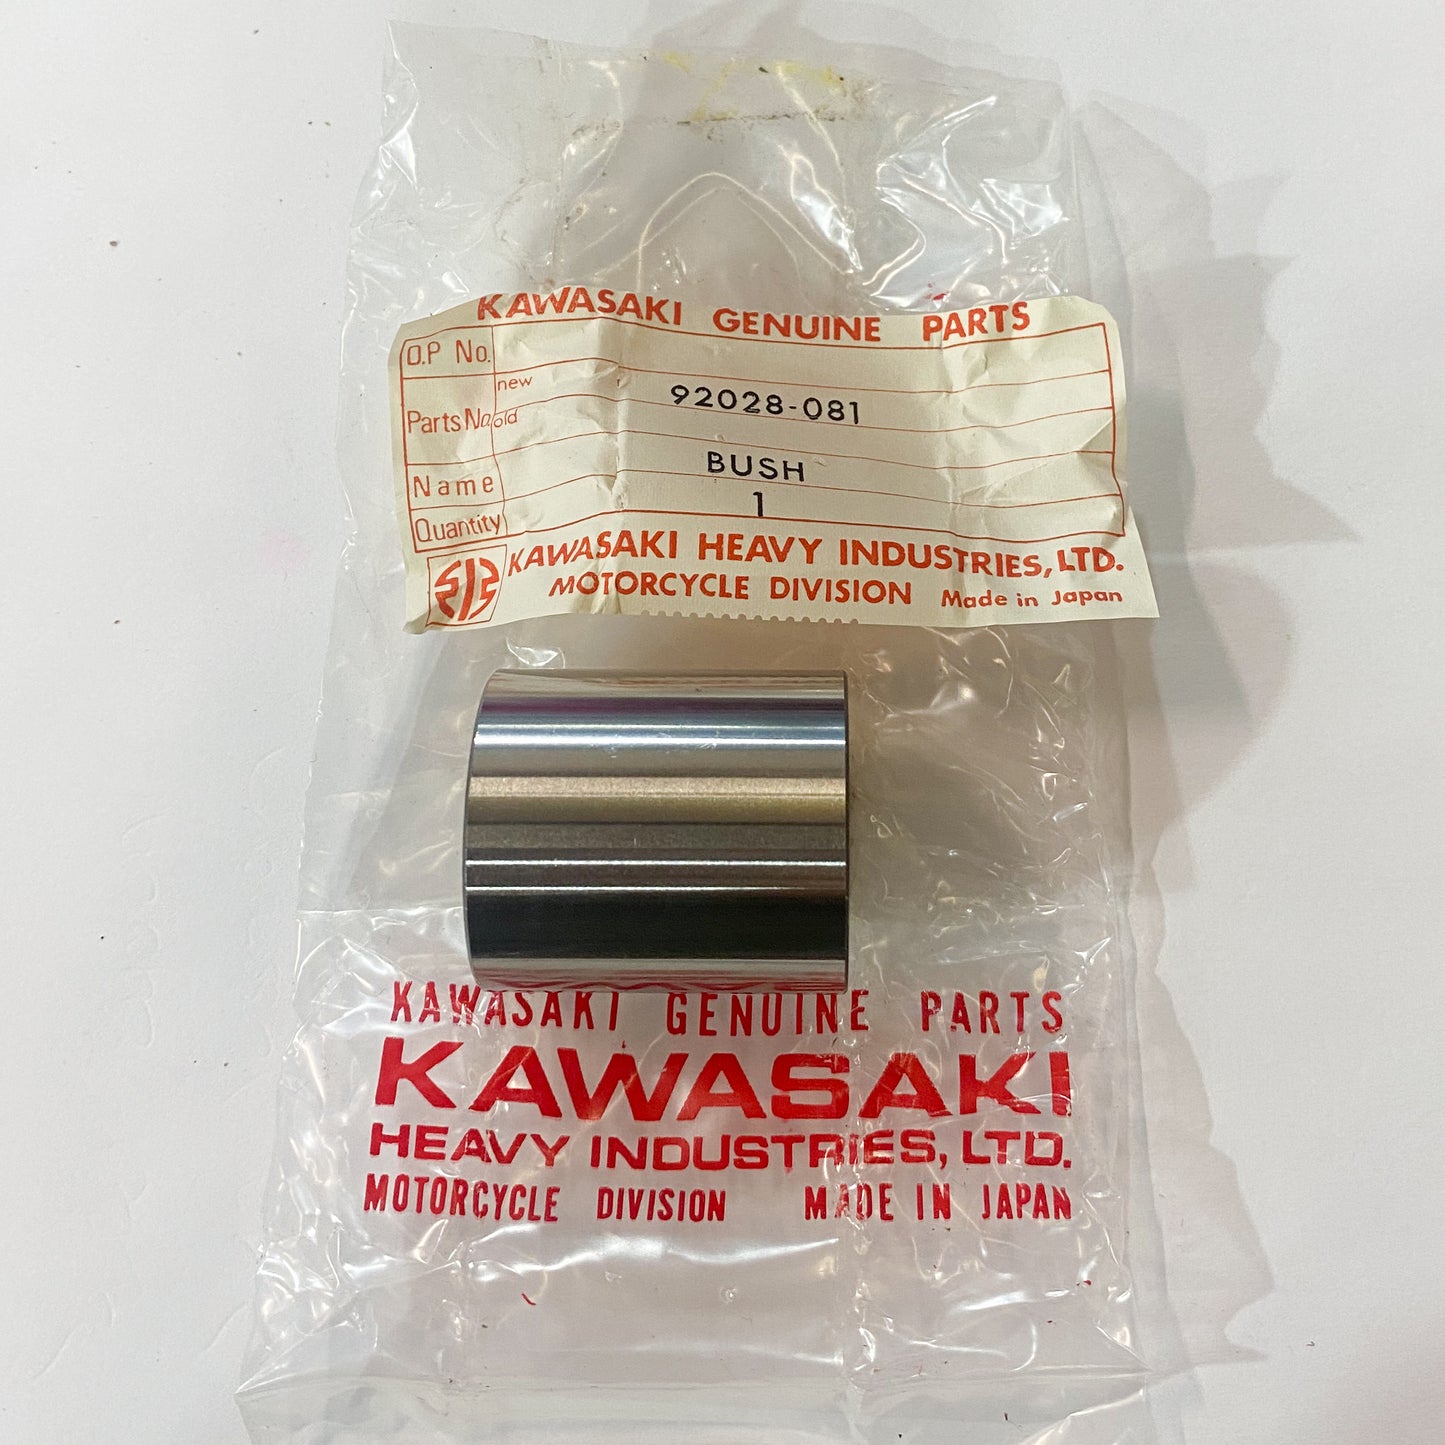 KAWASAKI GENUINE PARTS
O.P No.
new
92028-081
Parts No. old
Name BUSH
Quantity 1
KAWASAKI HEAVY INDUSTRIES, LTD.
MOTORCYCLE DIVISION Made in Japan
KAWASAKI GENUINE PARTS
KAWASAKI
HEAVY INDUSTRIES, LTD.
MOTORCYCLE DIVISION MADE IN JAPAN